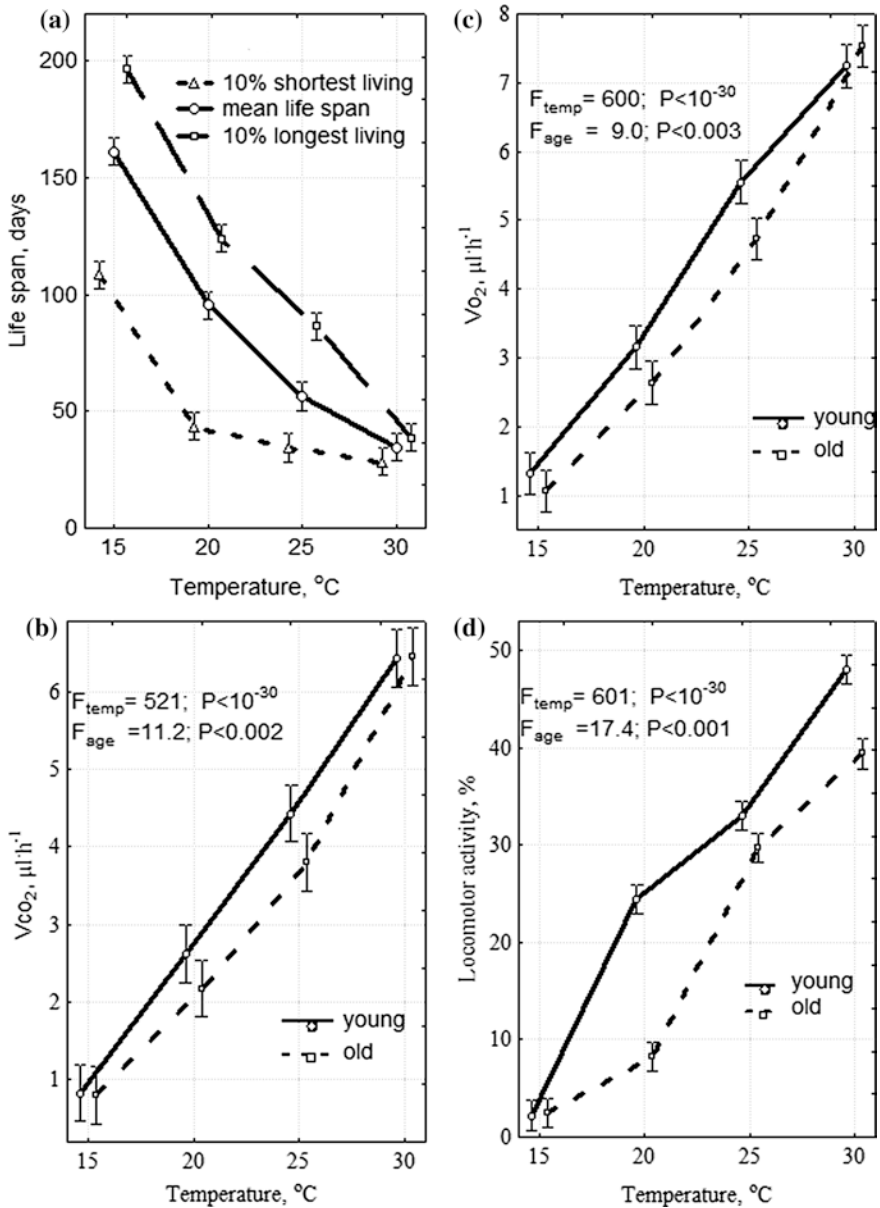 (a)
Life span, days
200
150
100
50
0
10% shortest living
mean life span
10% longest living
15 20 25 30
Temperature, °C
(c)
Vo₂, µl·h⁻¹
8
7
6
5
4
3
2
1
F_temp = 600; P<10⁻³⁰
F_age = 9.0; P<0.003
young
old
15 20 25 30
Temperature, °C
(b)
Vco₂, µl·h⁻¹
6
5
4
3
2
1
F_temp= 521; P<10⁻³⁰
F_age =11.2; P<0.002
young
old
15 20 25 30
Temperature, °C
(d)
Locomotor activity, %
50
40
30
20
10
0
F_temp = 601; P<10⁻³⁰
F_age =17.4; P<0.001
young
old
15 20 25 30
Temperature, °C